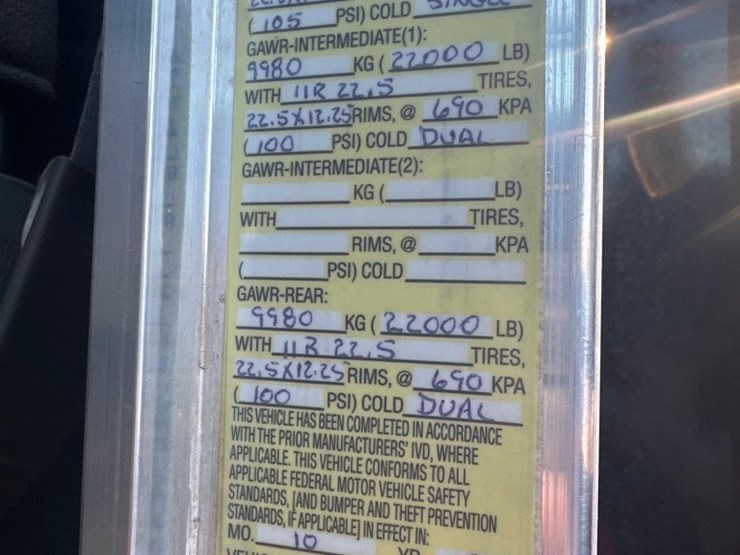 (105 PSI) COLD SINGLE
GAWR-INTERMEDIATE(1):
9980 KG (22000 LB)
WITH 11R 22.5 TIRES,
22.5X12.25 RIMS, @ 690 KPA
(100 PSI) COLD DUAL
GAWR-INTERMEDIATE(2):
KG ( LB)
WITH TIRES,
RIMS, @ KPA
( PSI) COLD
GAWR-REAR:
9980 KG (22000 LB)
WITH 11R 22.5 TIRES,
22.5X12.25 RIMS, @ 690 KPA
(100 PSI) COLD DUAL
THIS VEHICLE HAS BEEN COMPLETED IN ACCORDANCE
WITH THE PRIOR MANUFACTURERS' IVD, WHERE
APPLICABLE. THIS VEHICLE CONFORMS TO ALL
APPLICABLE FEDERAL MOTOR VEHICLE SAFETY
STANDARDS, [AND BUMPER AND THEFT PREVENTION
STANDARDS, IF APPLICABLE] IN EFFECT IN:
MO. 10